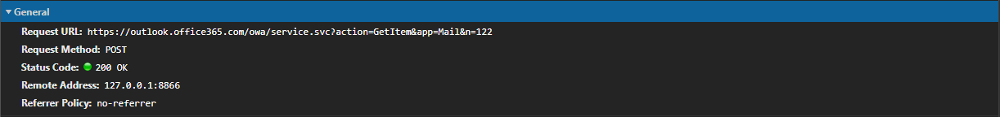 General
Request URL: https://outlook.office365.com/owa/service.svc?action=GetItem&app=Mail&n=122
Request Method: POST
Status Code: 200 OK
Remote Address: 127.0.0.1:8866
Referrer Policy: no-referrer